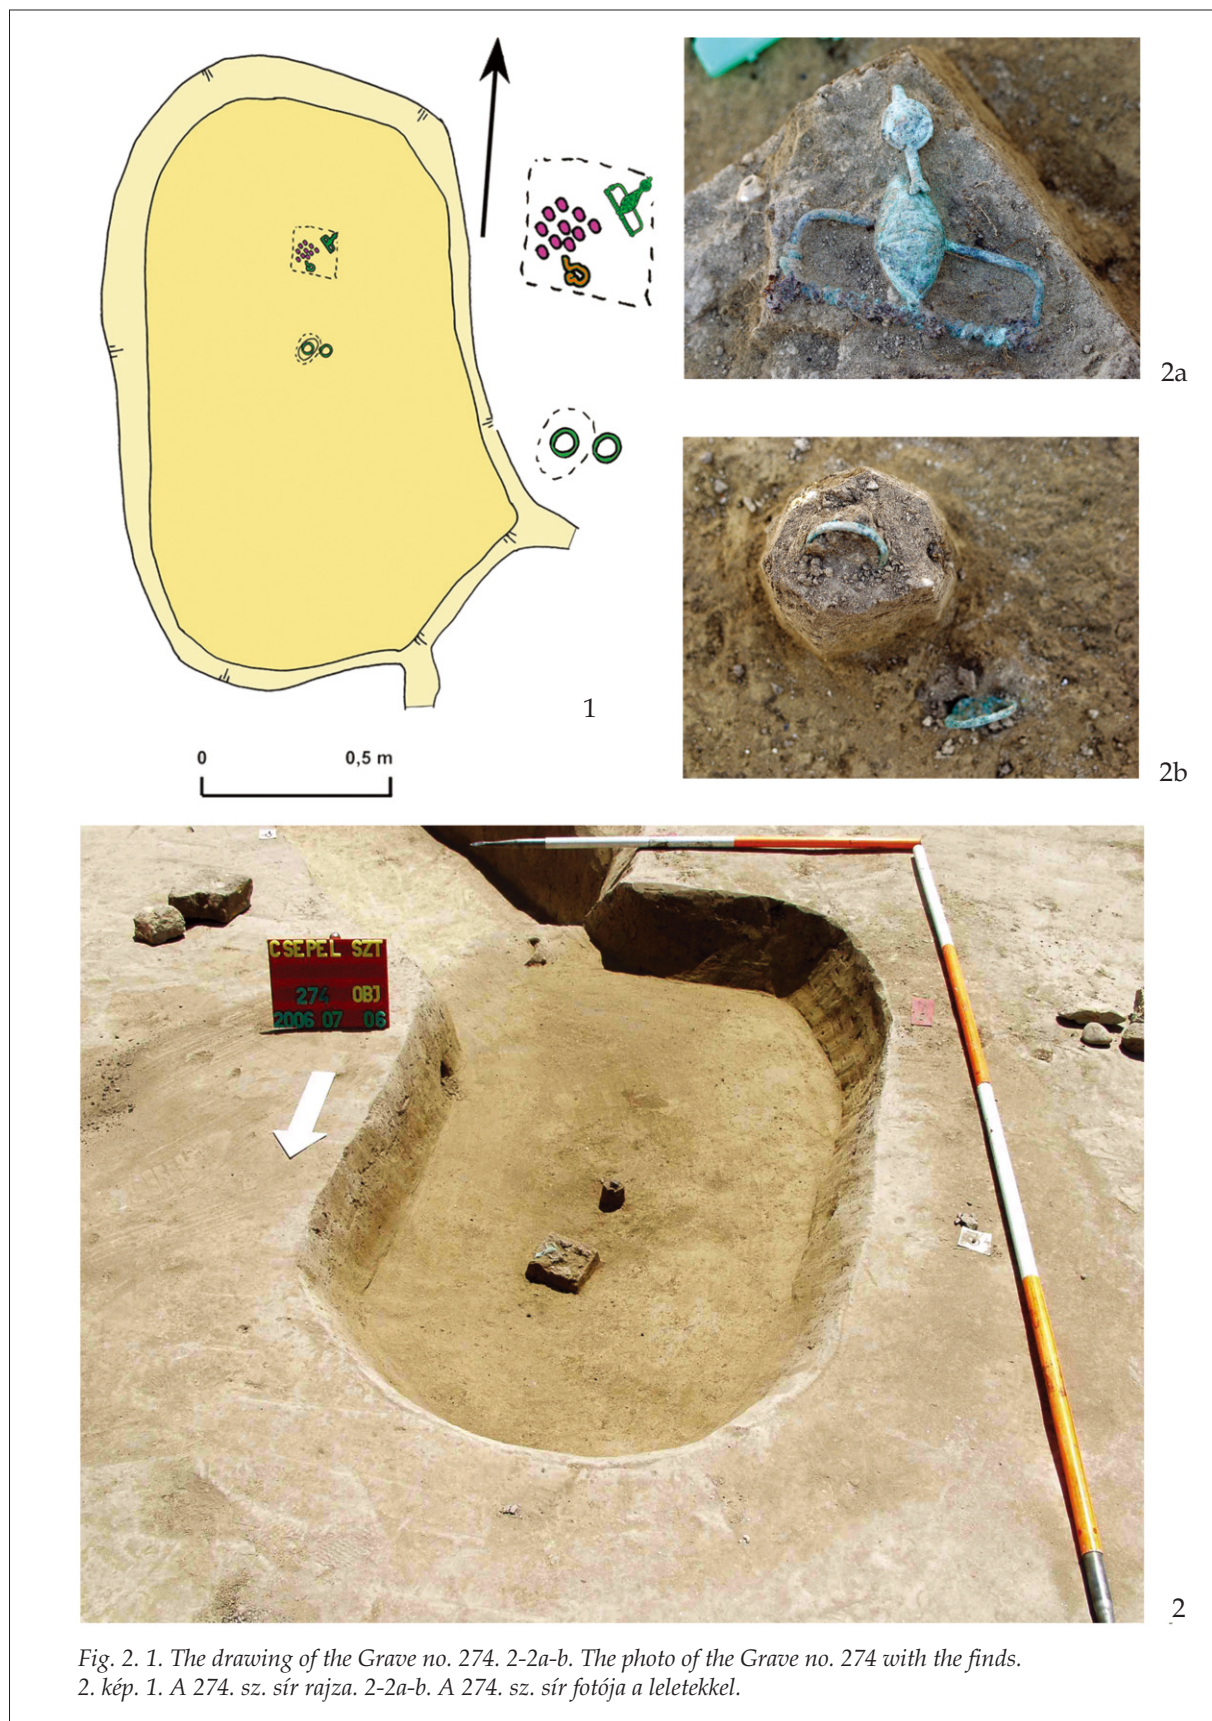 2a
2b
1
0 0,5 m
CSEPEL SZT
274 OBJ
2006 07 06
2
Fig. 2. 1. The drawing of the Grave no. 274. 2-2a-b. The photo of the Grave no. 274 with the finds.
2. kép. 1. A 274. sz. sír rajza. 2-2a-b. A 274. sz. sír fotója a leletekkel.